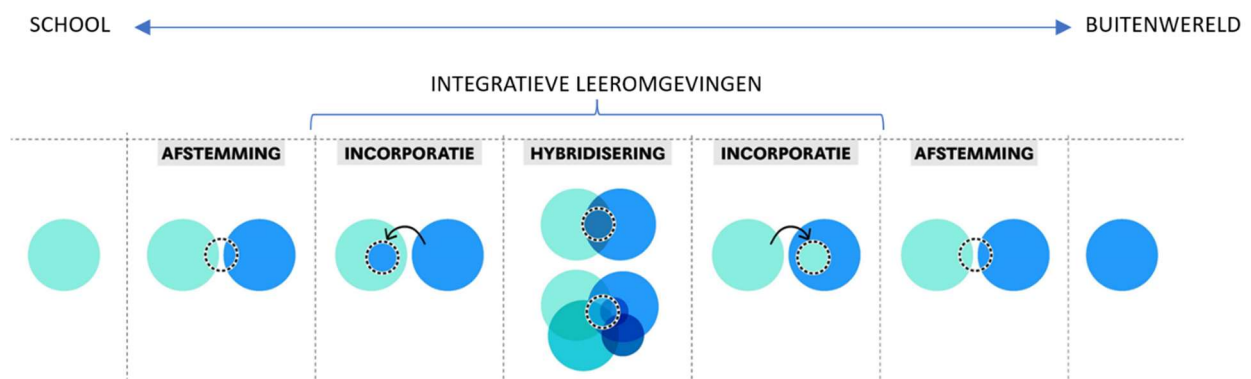 SCHOOL
BUITENWERELD
INTEGRATIEVE LEEROMGEVINGEN
AFSTEMMING
INCORPORATIE
HYBRIDISERING
INCORPORATIE
AFSTEMMING